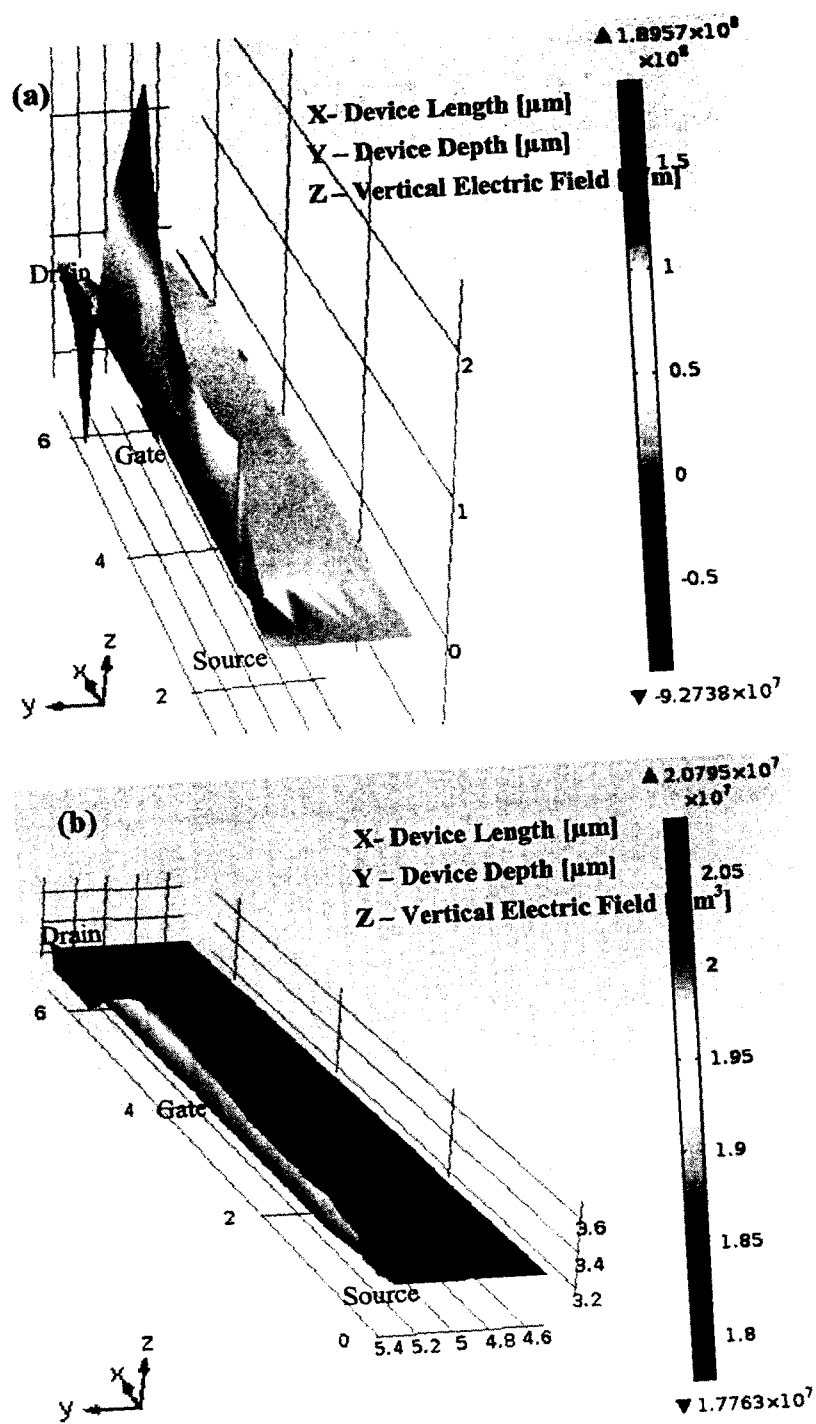 (a)
▲ 1.8957×10⁸
×10⁸
X- Device Length [µm]
Y – Device Depth [µm]
Z – Vertical Electric Field m]
1.5
1
0.5
0
-0.5
▼ -9.2738×10⁷
Drain
Gate
Source
6
4
2
2
1
0
z
x
y
(b)
▲ 2.0795×10⁷
×10⁷
X- Device Length [µm]
Y – Device Depth [µm]
Z – Vertical Electric Field m³]
2.05
2
1.95
1.9
1.85
1.8
▼ 1.7763×10⁷
Drain
Gate
Source
6
4
2
0
5.4 5.2 5 4.8 4.6
3.6
3.4
3.2
z
x
y